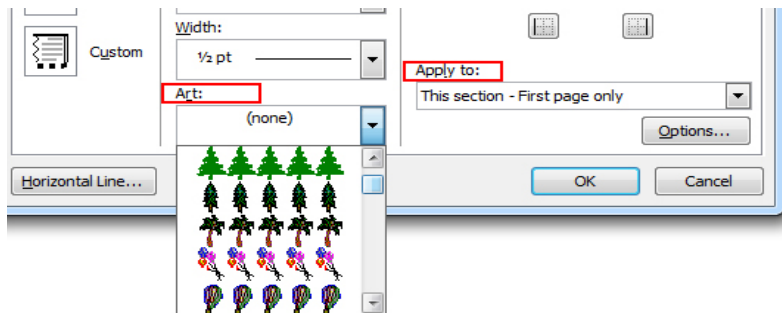 Width:
Custom
½ pt
Apply to:
Art:
This section - First page only
(none)
Options...
Horizontal Line...
OK
Cancel